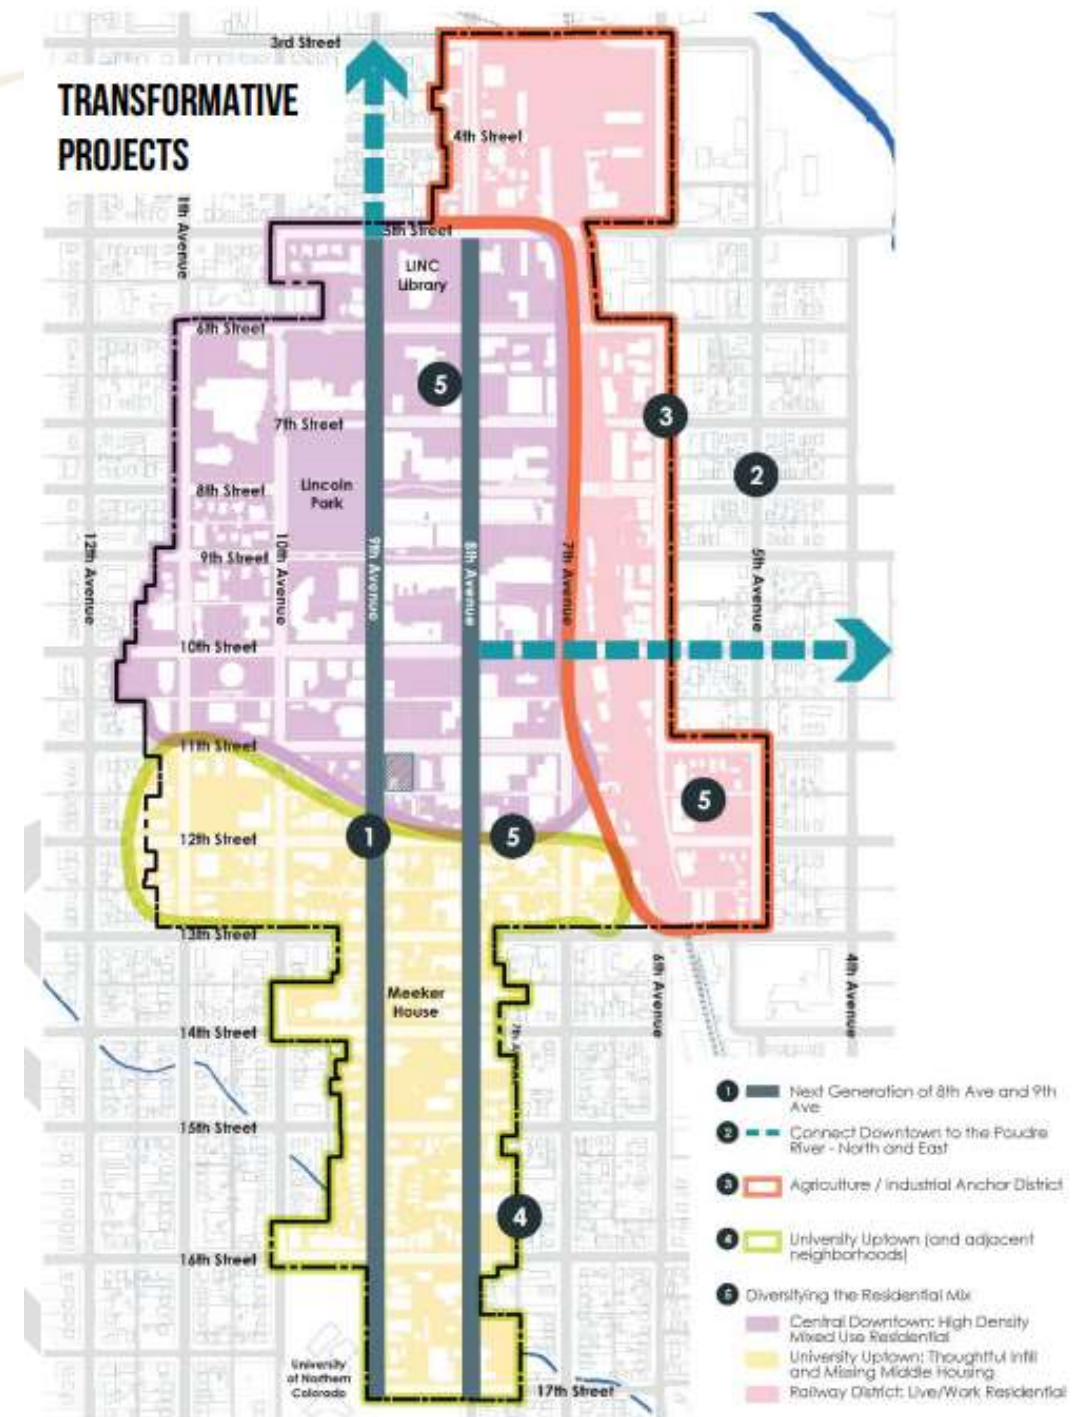 3rd Street
TRANSFORMATIVE
PROJECTS
4th Street
11th Avenue
5th Street
LINC
Library
6th Street
5
3
7th Street
2
8th Street
Lincoln
Park
12th Avenue
10th Avenue
9th Avenue
8th Avenue
7th Avenue
5th Avenue
9th Street
10th Street
11th Street
5
12th Street
1
5
13th Street
6th Avenue
4th Avenue
Meeker
House
14th Street
15th Street
4
16th Street
University
of Northern
Colorado
17th Street
1 Next Generation of 8th Ave and 9th
Ave
2 Connect Downtown to the Poudre
River - North and East
3 Agriculture / Industrial Anchor District
4 University Uptown (and adjacent
neighborhoods)
5 Diversifying the Residential Mix
Central Downtown: High Density
Mixed Use Residential
University Uptown: Thoughtful Infill
and Missing Middle Housing
Railway District: Live/Work Residential